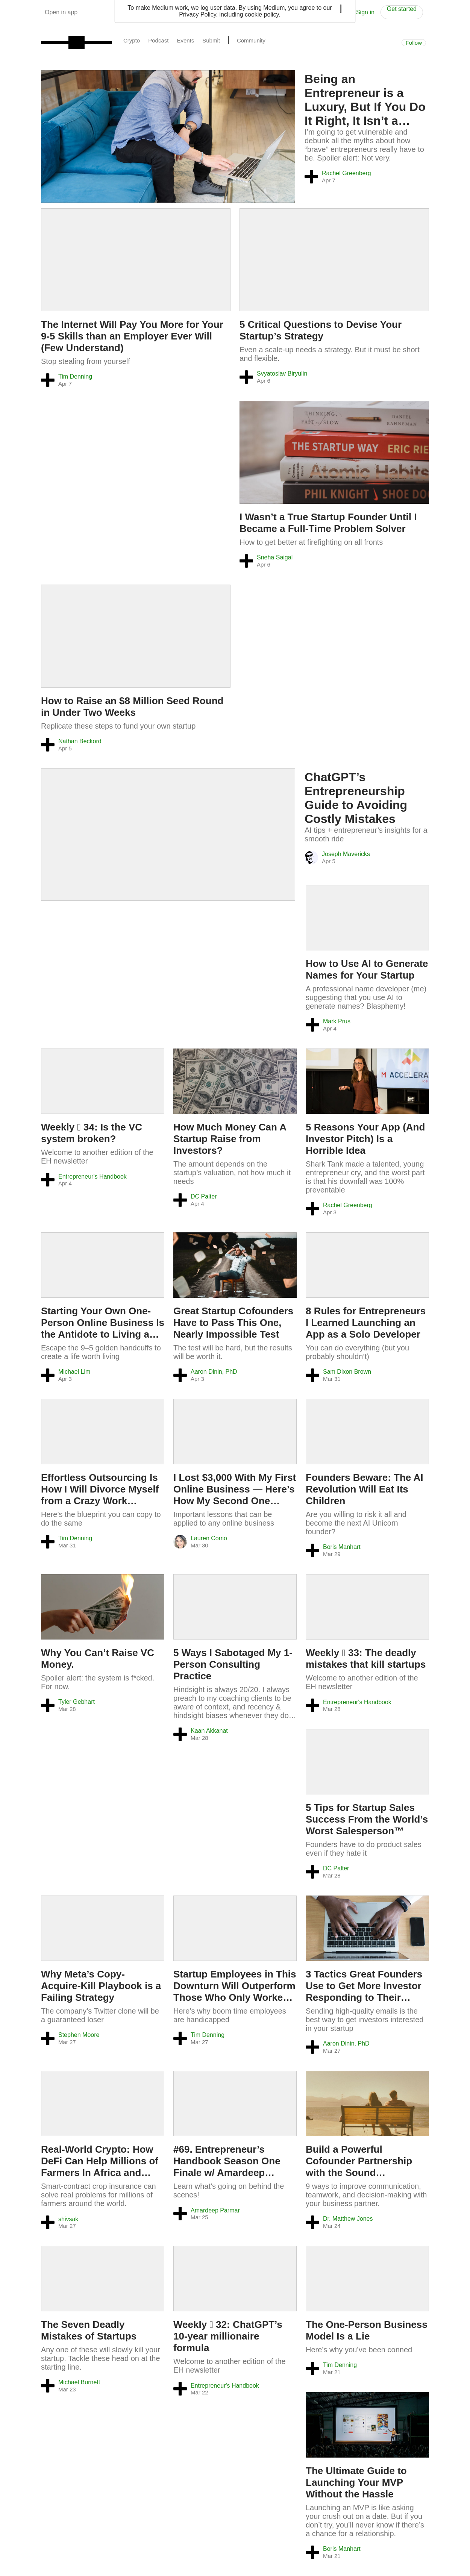 Open in app
To make Medium work, we log user data. By using Medium, you agree to our
Privacy Policy, including cookie policy.
Sign in
Get started
Crypto
Podcast
Events
Submit
Community
Follow
Being an
Entrepreneur is a
Luxury, But If You Do
It Right, It Isn’t a…
I’m going to get vulnerable and
debunk all the myths about how
“brave” entrepreneurs really have to
be. Spoiler alert: Not very.
Rachel Greenberg
Apr 7
The Internet Will Pay You More for Your
9-5 Skills than an Employer Ever Will
(Few Understand)
Stop stealing from yourself
Tim Denning
Apr 7
5 Critical Questions to Devise Your
Startup’s Strategy
Even a scale-up needs a strategy. But it must be short
and flexible.
Svyatoslav Biryulin
Apr 6
THINKING,
DANIEL
KAHNEMAN
THE STARTUP WAY
ERIC RIE
Atomic Habits
PHIL KNIGHT
SHOE DO
I Wasn’t a True Startup Founder Until I
Became a Full-Time Problem Solver
How to get better at firefighting on all fronts
Sneha Saigal
Apr 6
How to Raise an $8 Million Seed Round
in Under Two Weeks
Replicate these steps to fund your own startup
Nathan Beckord
Apr 5
ChatGPT’s
Entrepreneurship
Guide to Avoiding
Costly Mistakes
AI tips + entrepreneur’s insights for a
smooth ride
Joseph Mavericks
Apr 5
How to Use AI to Generate
Names for Your Startup
A professional name developer (me)
suggesting that you use AI to
generate names? Blasphemy!
Mark Prus
Apr 4
Weekly 34: Is the VC
system broken?
Welcome to another edition of the
EH newsletter
Entrepreneur's Handbook
Apr 4
How Much Money Can A
Startup Raise from
Investors?
The amount depends on the
startup’s valuation, not how much it
needs
DC Palter
Apr 4
ACCELERA
5 Reasons Your App (And
Investor Pitch) Is a
Horrible Idea
Shark Tank made a talented, young
entrepreneur cry, and the worst part
is that his downfall was 100%
preventable
Rachel Greenberg
Apr 3
Starting Your Own One-
Person Online Business Is
the Antidote to Living a…
Escape the 9–5 golden handcuffs to
create a life worth living
Michael Lim
Apr 3
Great Startup Cofounders
Have to Pass This One,
Nearly Impossible Test
The test will be hard, but the results
will be worth it.
Aaron Dinin, PhD
Apr 3
8 Rules for Entrepreneurs
I Learned Launching an
App as a Solo Developer
You can do everything (but you
probably shouldn’t)
Sam Dixon Brown
Mar 31
Effortless Outsourcing Is
How I Will Divorce Myself
from a Crazy Work…
Here’s the blueprint you can copy to
do the same
Tim Denning
Mar 31
I Lost $3,000 With My First
Online Business — Here’s
How My Second One…
Important lessons that can be
applied to any online business
Lauren Como
Mar 30
Founders Beware: The AI
Revolution Will Eat Its
Children
Are you willing to risk it all and
become the next AI Unicorn
founder?
Boris Manhart
Mar 29
Why You Can’t Raise VC
Money.
Spoiler alert: the system is f*cked.
For now.
Tyler Gebhart
Mar 28
5 Ways I Sabotaged My 1-
Person Consulting
Practice
Hindsight is always 20/20. I always
preach to my coaching clients to be
aware of context, and recency &
hindsight biases whenever they do…
Kaan Akkanat
Mar 28
Weekly 33: The deadly
mistakes that kill startups
Welcome to another edition of the
EH newsletter
Entrepreneur's Handbook
Mar 28
5 Tips for Startup Sales
Success From the World’s
Worst Salesperson™
Founders have to do product sales
even if they hate it
DC Palter
Mar 28
Why Meta’s Copy-
Acquire-Kill Playbook is a
Failing Strategy
The company’s Twitter clone will be
a guaranteed loser
Stephen Moore
Mar 27
Startup Employees in This
Downturn Will Outperform
Those Who Only Worke…
Here’s why boom time employees
are handicapped
Tim Denning
Mar 27
3 Tactics Great Founders
Use to Get More Investor
Responding to Their…
Sending high-quality emails is the
best way to get investors interested
in your startup
Aaron Dinin, PhD
Mar 27
Real-World Crypto: How
DeFi Can Help Millions of
Farmers In Africa and…
Smart-contract crop insurance can
solve real problems for millions of
farmers around the world.
shivsak
Mar 27
#69. Entrepreneur’s
Handbook Season One
Finale w/ Amardeep…
Learn what’s going on behind the
scenes!
Amardeep Parmar
Mar 25
Build a Powerful
Cofounder Partnership
with the Sound…
9 ways to improve communication,
teamwork, and decision-making with
your business partner.
Dr. Matthew Jones
Mar 24
The Seven Deadly
Mistakes of Startups
Any one of these will slowly kill your
startup. Tackle these head on at the
starting line.
Michael Burnett
Mar 23
Weekly 32: ChatGPT’s
10-year millionaire
formula
Welcome to another edition of the
EH newsletter
Entrepreneur's Handbook
Mar 22
The One-Person Business
Model Is a Lie
Here’s why you’ve been conned
Tim Denning
Mar 21
The Ultimate Guide to
Launching Your MVP
Without the Hassle
Launching an MVP is like asking
your crush out on a date. But if you
don’t try, you’ll never know if there’s
a chance for a relationship.
Boris Manhart
Mar 21